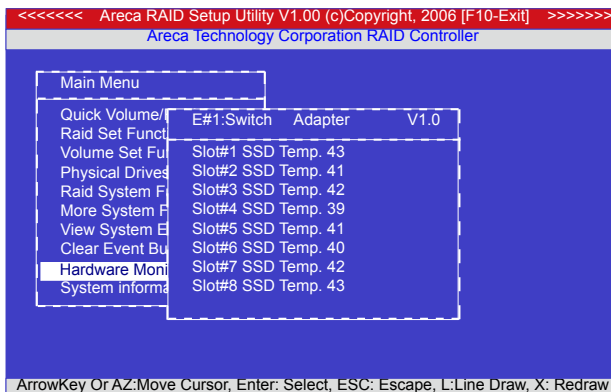 <<<<<<< Areca RAID Setup Utility V1.00 (c)Copyright, 2006 [F10-Exit] >>>>>>>
Areca Technology Corporation RAID Controller
Main Menu
Quick Volume/
Raid Set Funct
Volume Set Fu
Physical Drives
Raid System F
More System F
View System E
Clear Event Bu
Hardware Moni
System informa
E#1:Switch Adapter V1.0
Slot#1 SSD Temp. 43
Slot#2 SSD Temp. 41
Slot#3 SSD Temp. 42
Slot#4 SSD Temp. 39
Slot#5 SSD Temp. 41
Slot#6 SSD Temp. 40
Slot#7 SSD Temp. 42
Slot#8 SSD Temp. 43
ArrowKey Or AZ:Move Cursor, Enter: Select, ESC: Escape, L:Line Draw, X: Redraw